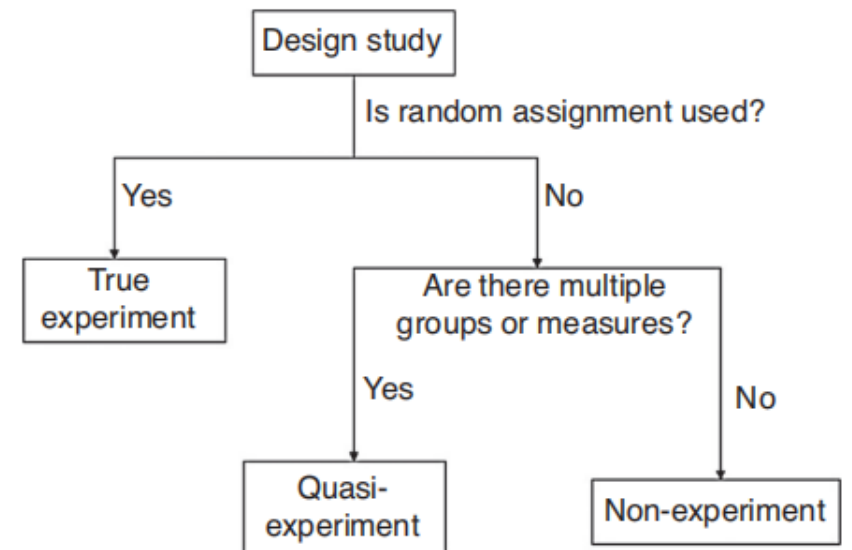 Design study
Is random assignment used?
Yes
No
True
experiment
Are there multiple
groups or measures?
Yes
No
Quasi-
experiment
Non-experiment